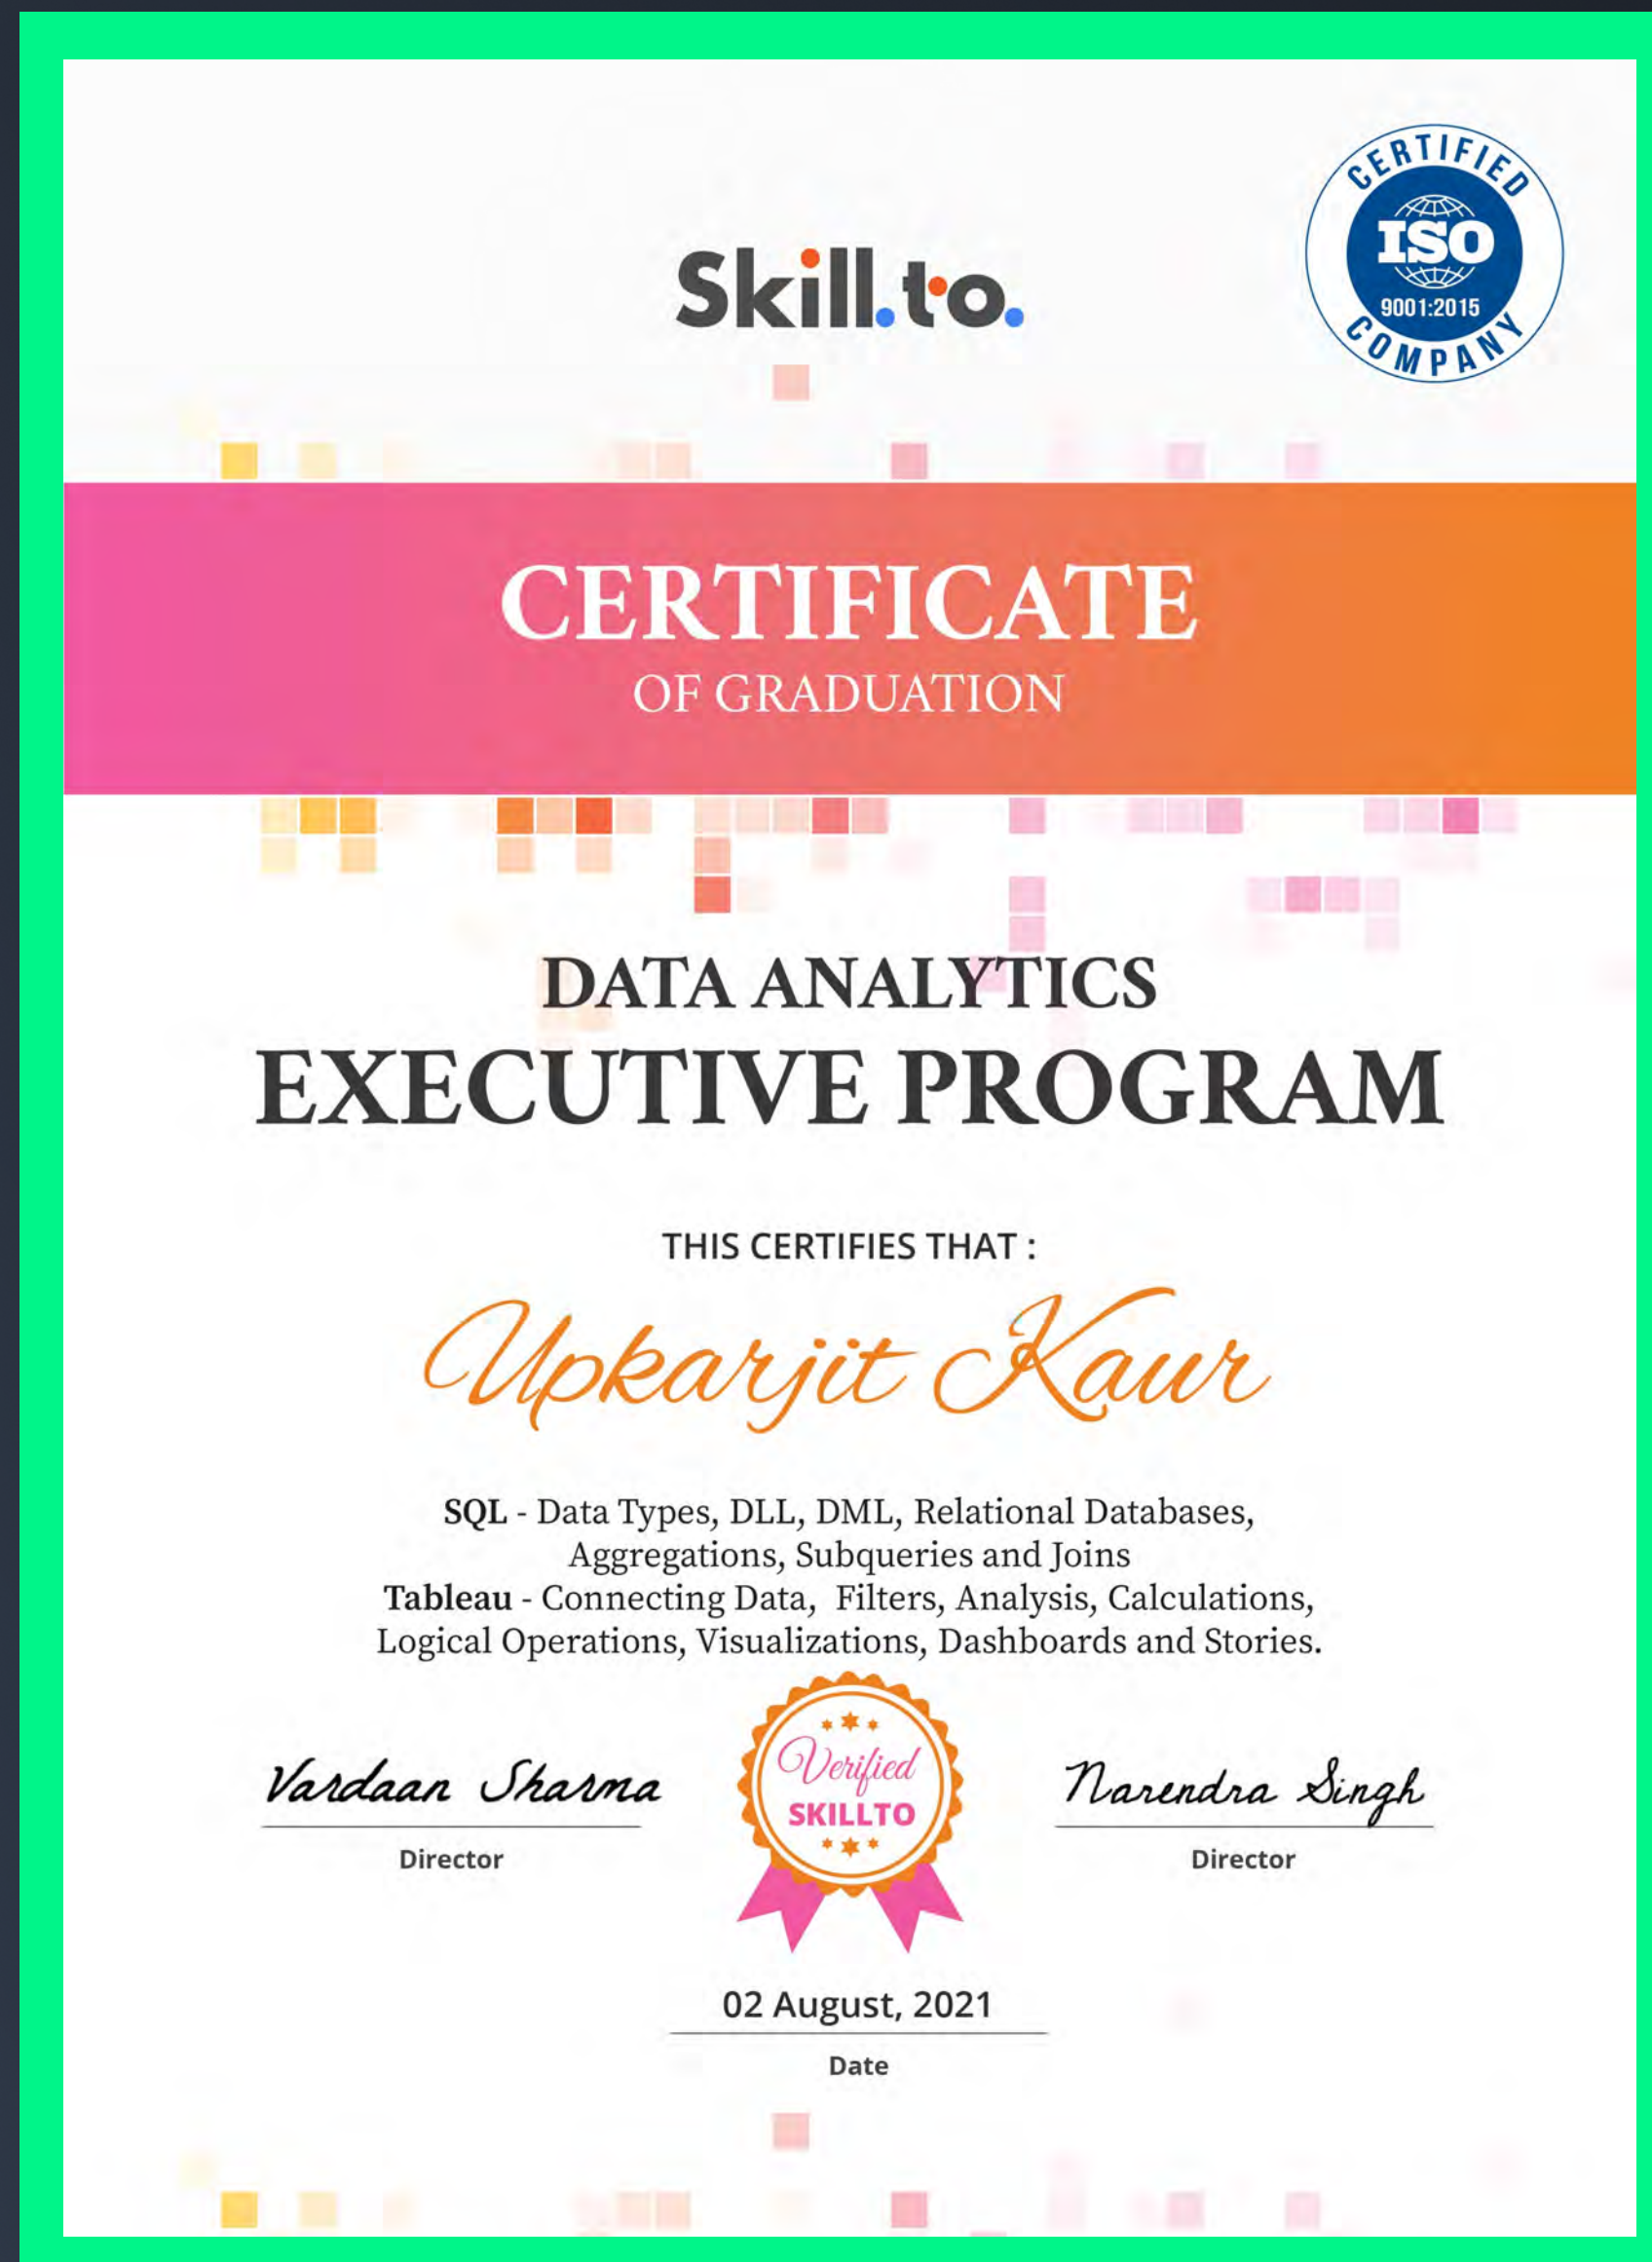 CERTIFIED
ISO
9001:2015
COMPANY
Skill.to.
CERTIFICATE
OF GRADUATION
DATA ANALYTICS
EXECUTIVE PROGRAM
THIS CERTIFIES THAT :
Upkarjit Kaur
SQL - Data Types, DLL, DML, Relational Databases,
Aggregations, Subqueries and Joins
Tableau - Connecting Data, Filters, Analysis, Calculations,
Logical Operations, Visualizations, Dashboards and Stories.
Vardaan Sharma
Director
Verified
SKILLTO
Narendra Singh
Director
02 August, 2021
Date